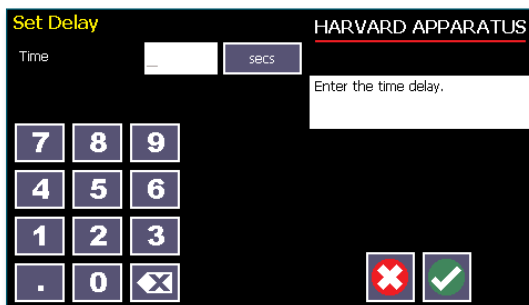 Set Delay
HARVARD APPARATUS
Time
_
secs
Enter the time delay.
7 8 9
4 5 6
1 2 3
. 0